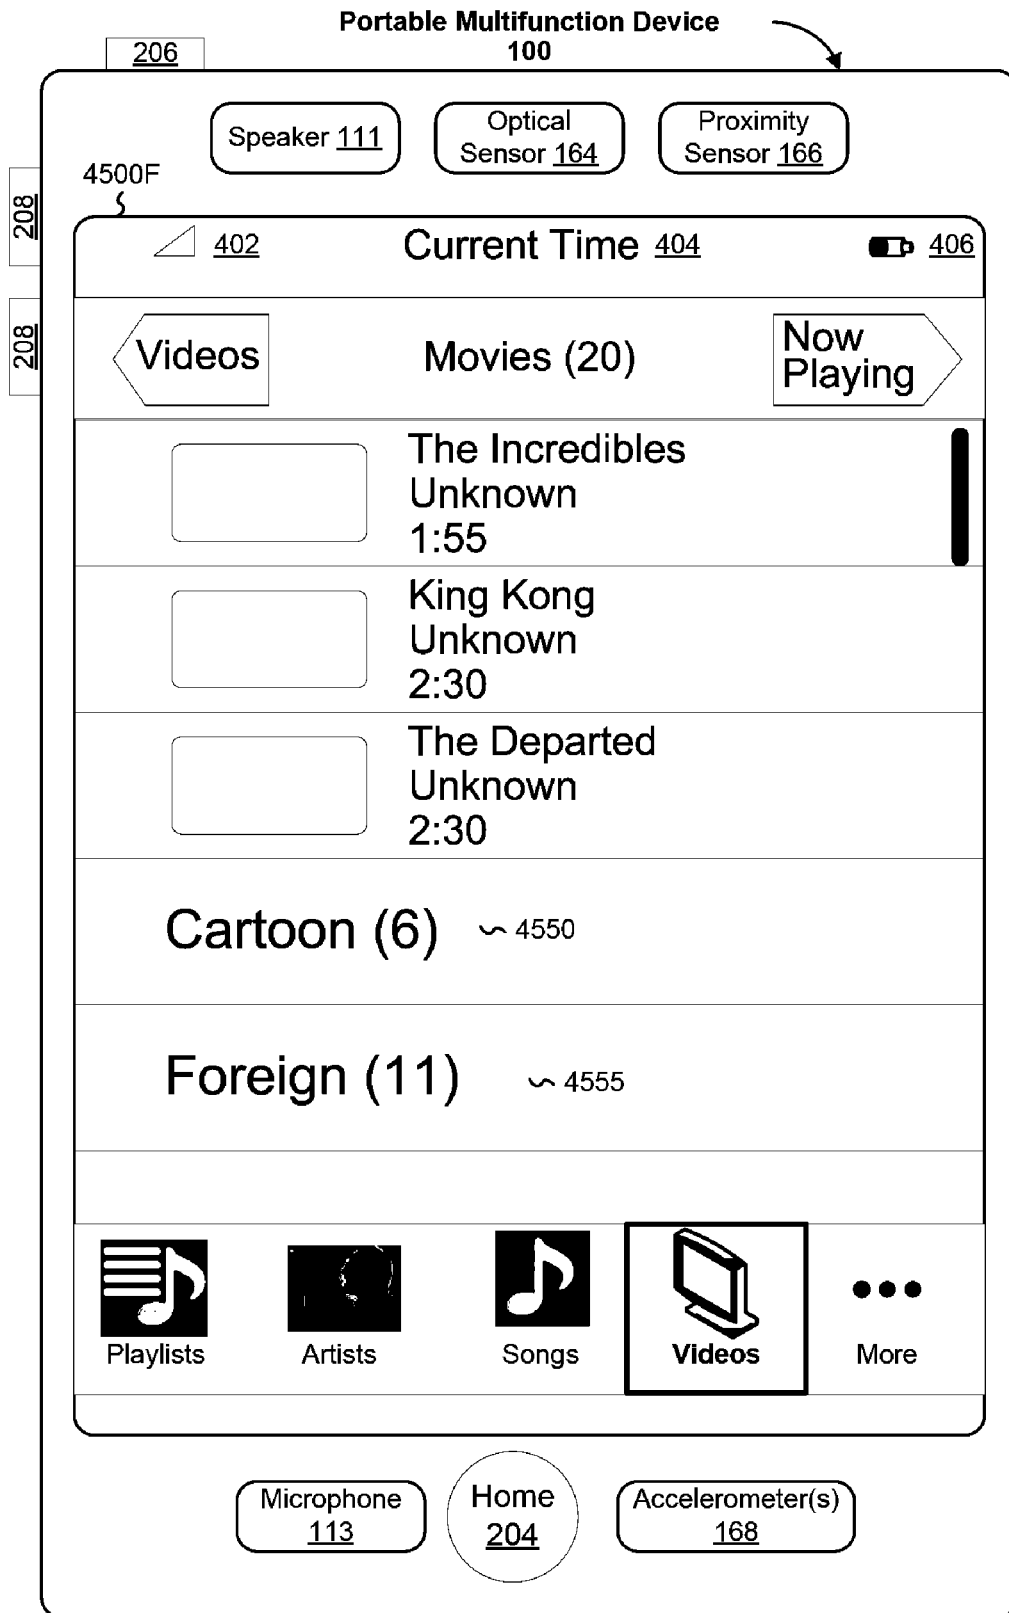 Portable Multifunction Device
100
206
Speaker 111
Optical
Sensor 164
Proximity
Sensor 166
4500F
208
208
402
Current Time 404
406
Videos
Movies (20)
Now
Playing
The Incredibles
Unknown
1:55
King Kong
Unknown
2:30
The Departed
Unknown
2:30
Cartoon (6)
4550
Foreign (11)
4555
Playlists
Artists
Songs
Videos
More
Microphone
113
Home
204
Accelerometer(s)
168